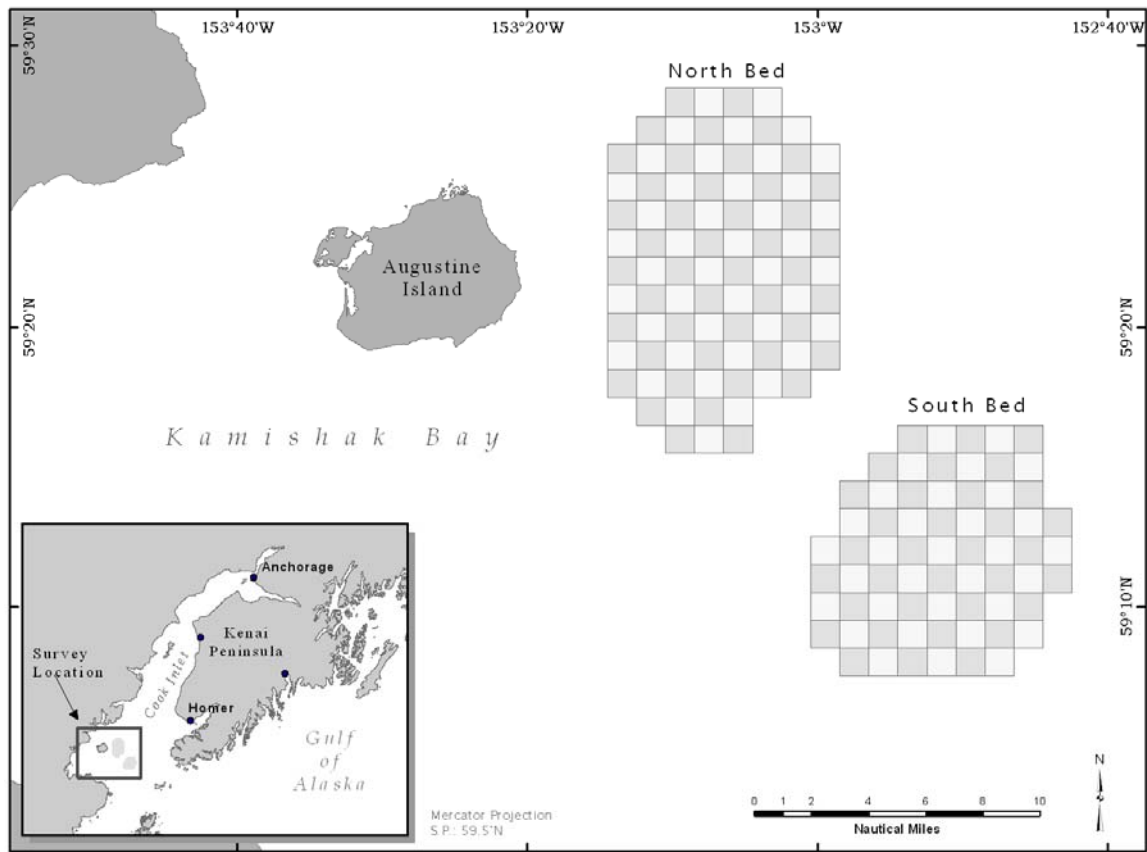 153°40'W
153°20'W
153°W
152°40'W
59°30'N
59°30'N
North Bed
Augustine
Island
59°20'N
59°20'N
South Bed
Kamishak Bay
59°10'N
Anchorage
Kenai
Peninsula
Survey
Location
Cook Inlet
Homer
Gulf
of
Alaska
N
Mercator Projection
S.P.: 59.5°N
0 1 2 4 6 8 10
Nautical Miles